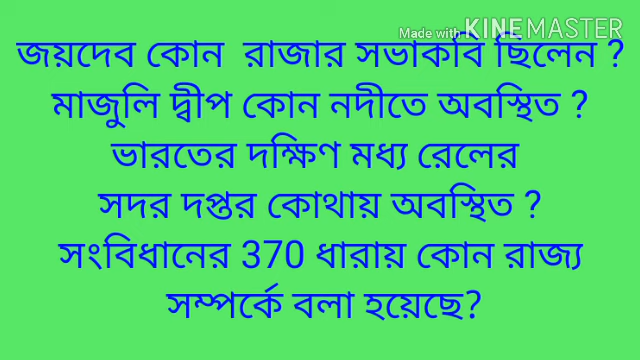 Made with KINEMASTER
জয়দেব কোন রাজার সভাকবি ছিলেন ?
মাজুলি দ্বীপ কোন নদীতে অবস্থিত ?
ভারতের দক্ষিণ মধ্য রেলের
সদর দপ্তর কোথায় অবস্থিত ?
সংবিধানের 370 ধারায় কোন রাজ্য
সম্পর্কে বলা হয়েছে?